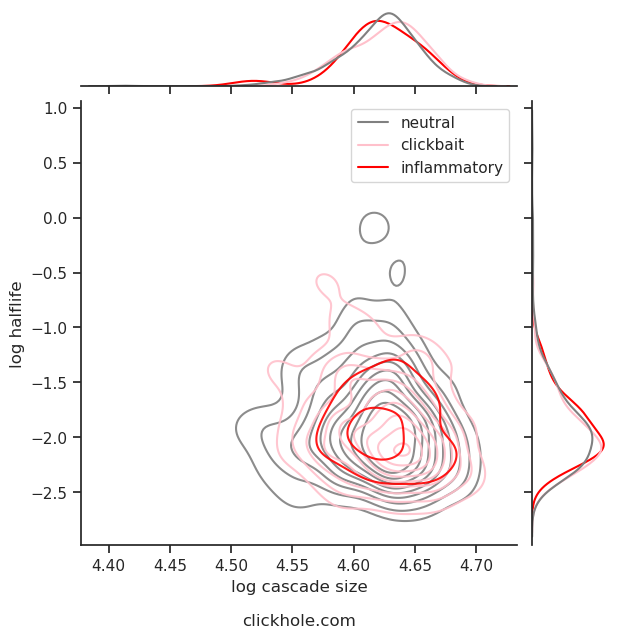 neutral
clickbait
inflammatory
1.0
0.5
0.0
−0.5
−1.0
−1.5
−2.0
−2.5
log halflife
4.40 4.45 4.50 4.55 4.60 4.65 4.70
log cascade size
clickhole.com